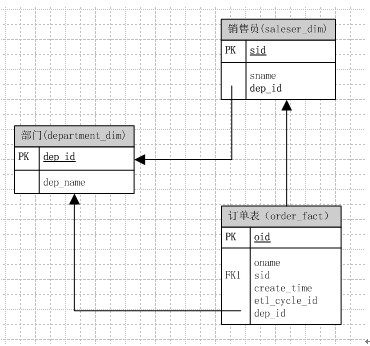 销售员(saleser_dim)
PK sid
sname
dep_id
部门(department_dim)
PK dep_id
dep_name
订单表（order_fact）
PK oid
oname
FK1 sid
create_time
etl_cycle_id
dep_id